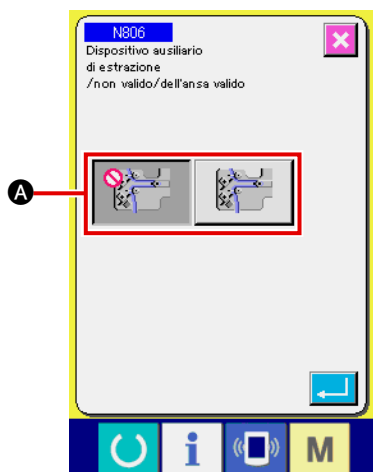 N806
Dispositivo ausiliario
di estrazione
/non valido/dell'ansa valido
A
i
M